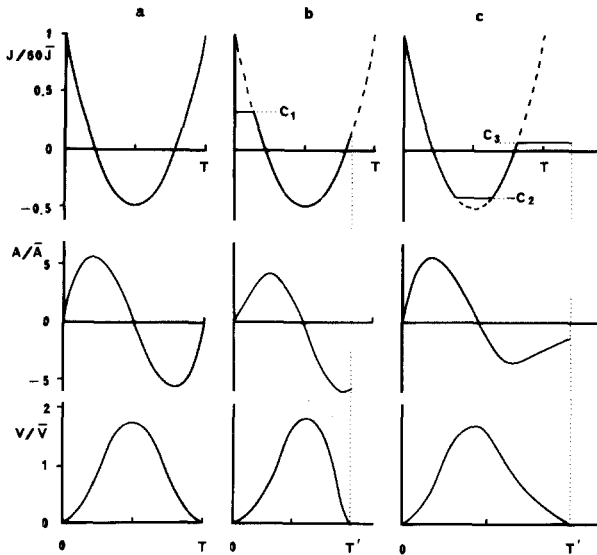 a b c
J/60J̄
1
0.5
0
-0.5
T
C₁
T
C₃
C₂
T
A/Ā
5
0
-5
V/V̄
2
1
0
0 T
0 T'
0 T'